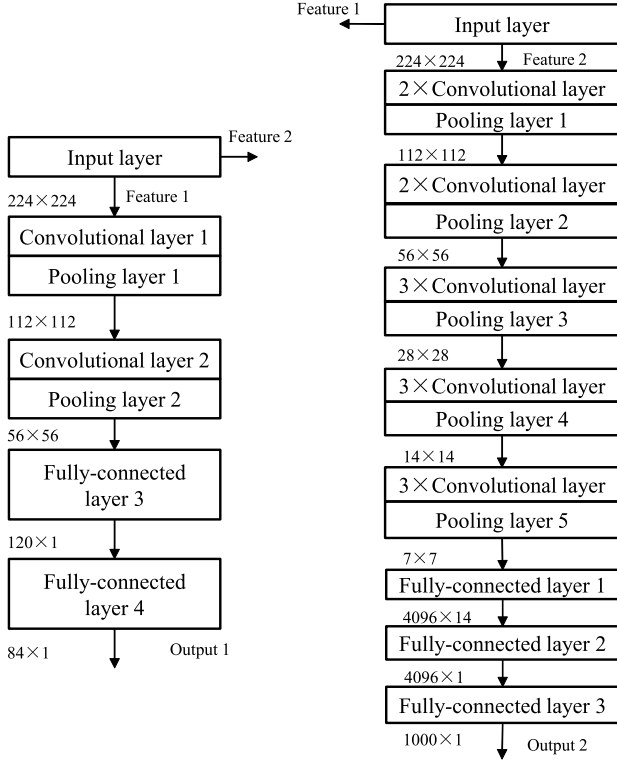 Input layer
Feature 2
224×224
Feature 1
Convolutional layer 1
Pooling layer 1
112×112
Convolutional layer 2
Pooling layer 2
56×56
Fully-connected
layer 3
120×1
Fully-connected
layer 4
84×1
Output 1
Feature 1
Input layer
224×224
Feature 2
2×Convolutional layer
Pooling layer 1
112×112
2×Convolutional layer
Pooling layer 2
56×56
3×Convolutional layer
Pooling layer 3
28×28
3×Convolutional layer
Pooling layer 4
14×14
3×Convolutional layer
Pooling layer 5
7×7
Fully-connected layer 1
4096×14
Fully-connected layer 2
4096×1
Fully-connected layer 3
1000×1
Output 2